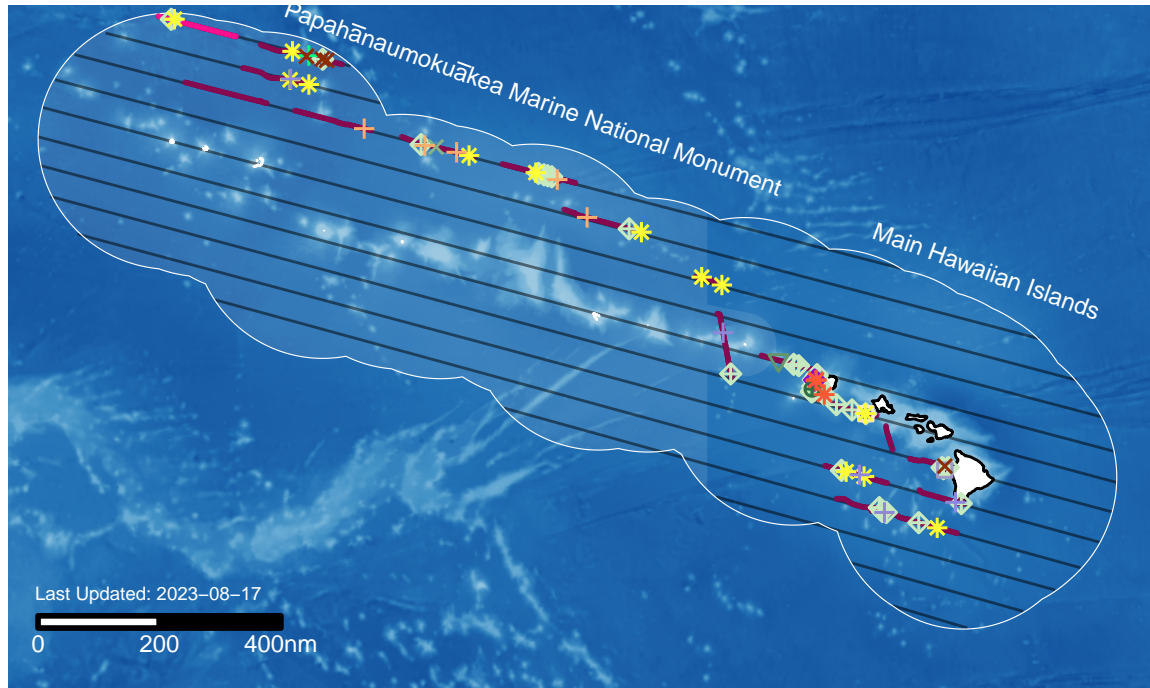 Papahānaumokuākea Marine National Monument
Main Hawaiian Islands
Last Updated: 2023−08−17
0 200 400nm